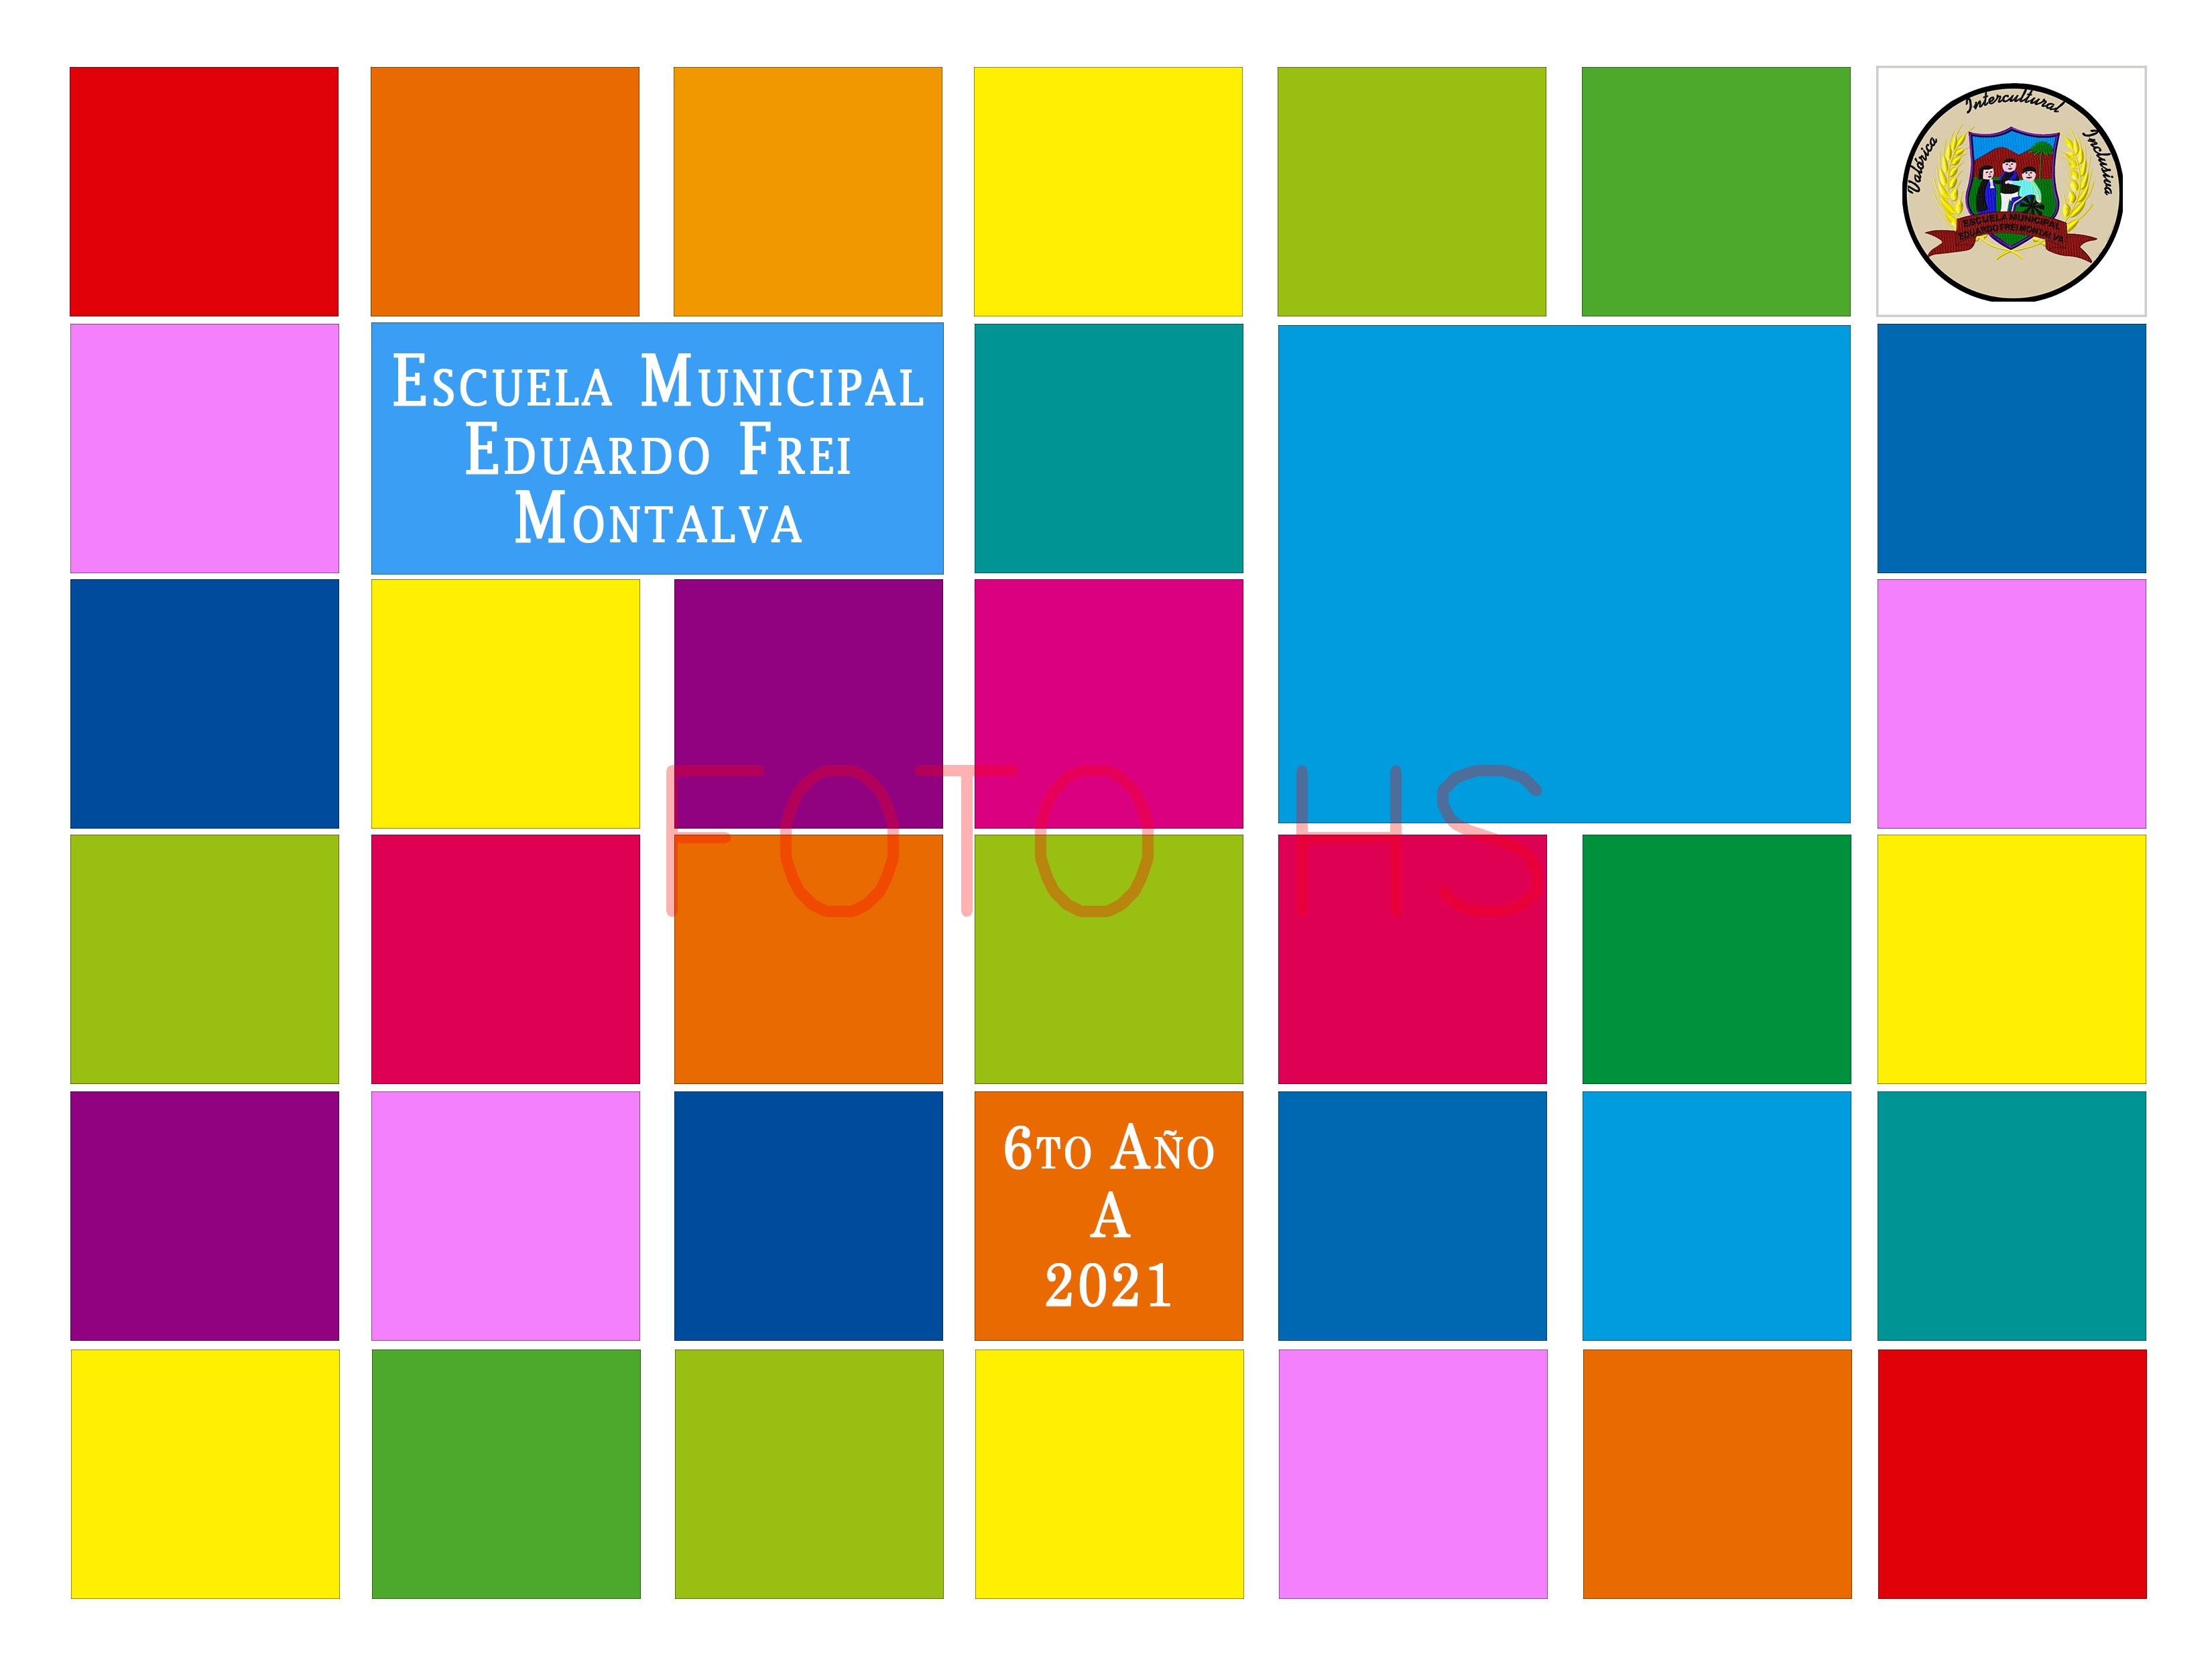 Valórica Intercultural Inclusiva
ESCUELA MUNICIPAL
EDUARDO FREI MONTALVA
Escuela Municipal
Eduardo Frei
Montalva
FOTO HS
6to Año
A
2021